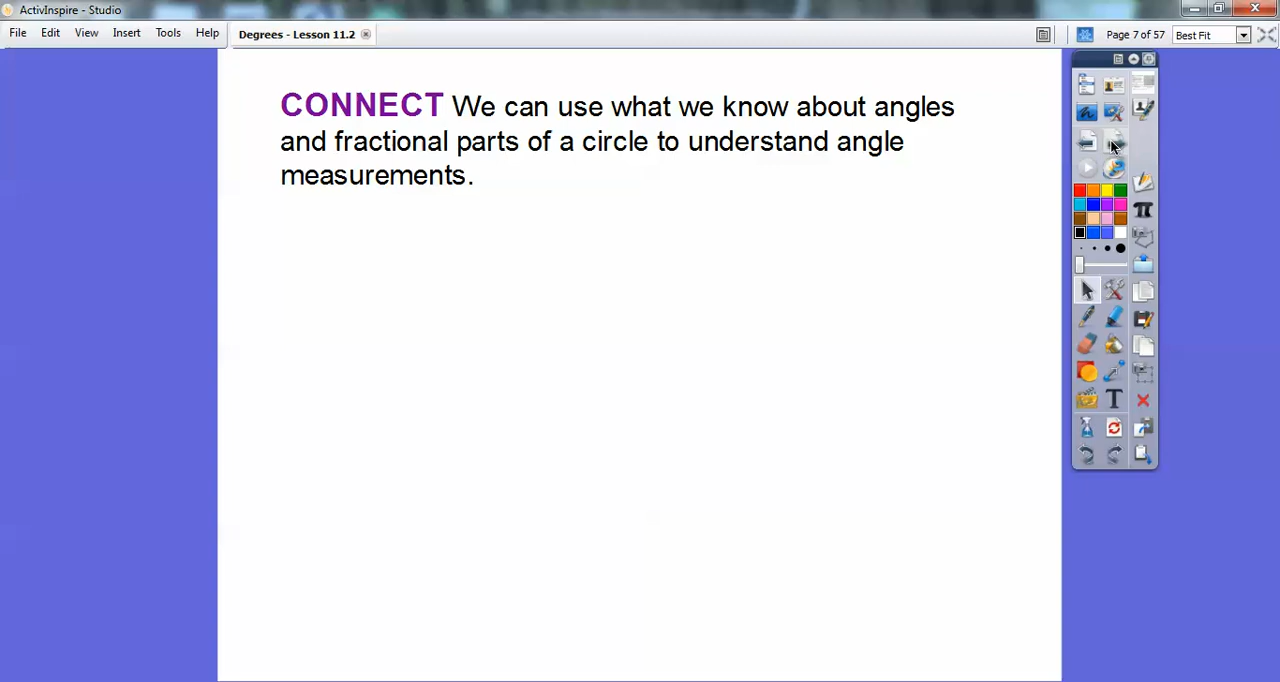 ActivInspire - Studio
File Edit View Insert Tools Help Degrees - Lesson 11.2 Page 7 of 57 Best Fit
CONNECT We can use what we know about angles
and fractional parts of a circle to understand angle
measurements.